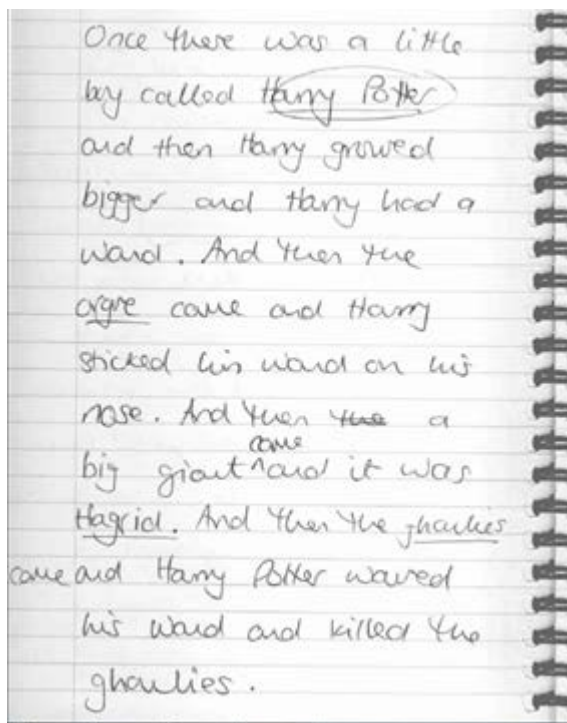 Once there was a little
boy called Harry Potter
and then Harry growed
bigger and Harry had a
wand. And then the
orgre came and Harry
sticked his wand on his
nose. And then the a
came
big giant ^ and it was
Hagrid. And then the ghoulies
came and Harry Potter waved
his wand and killed the
ghoulies.